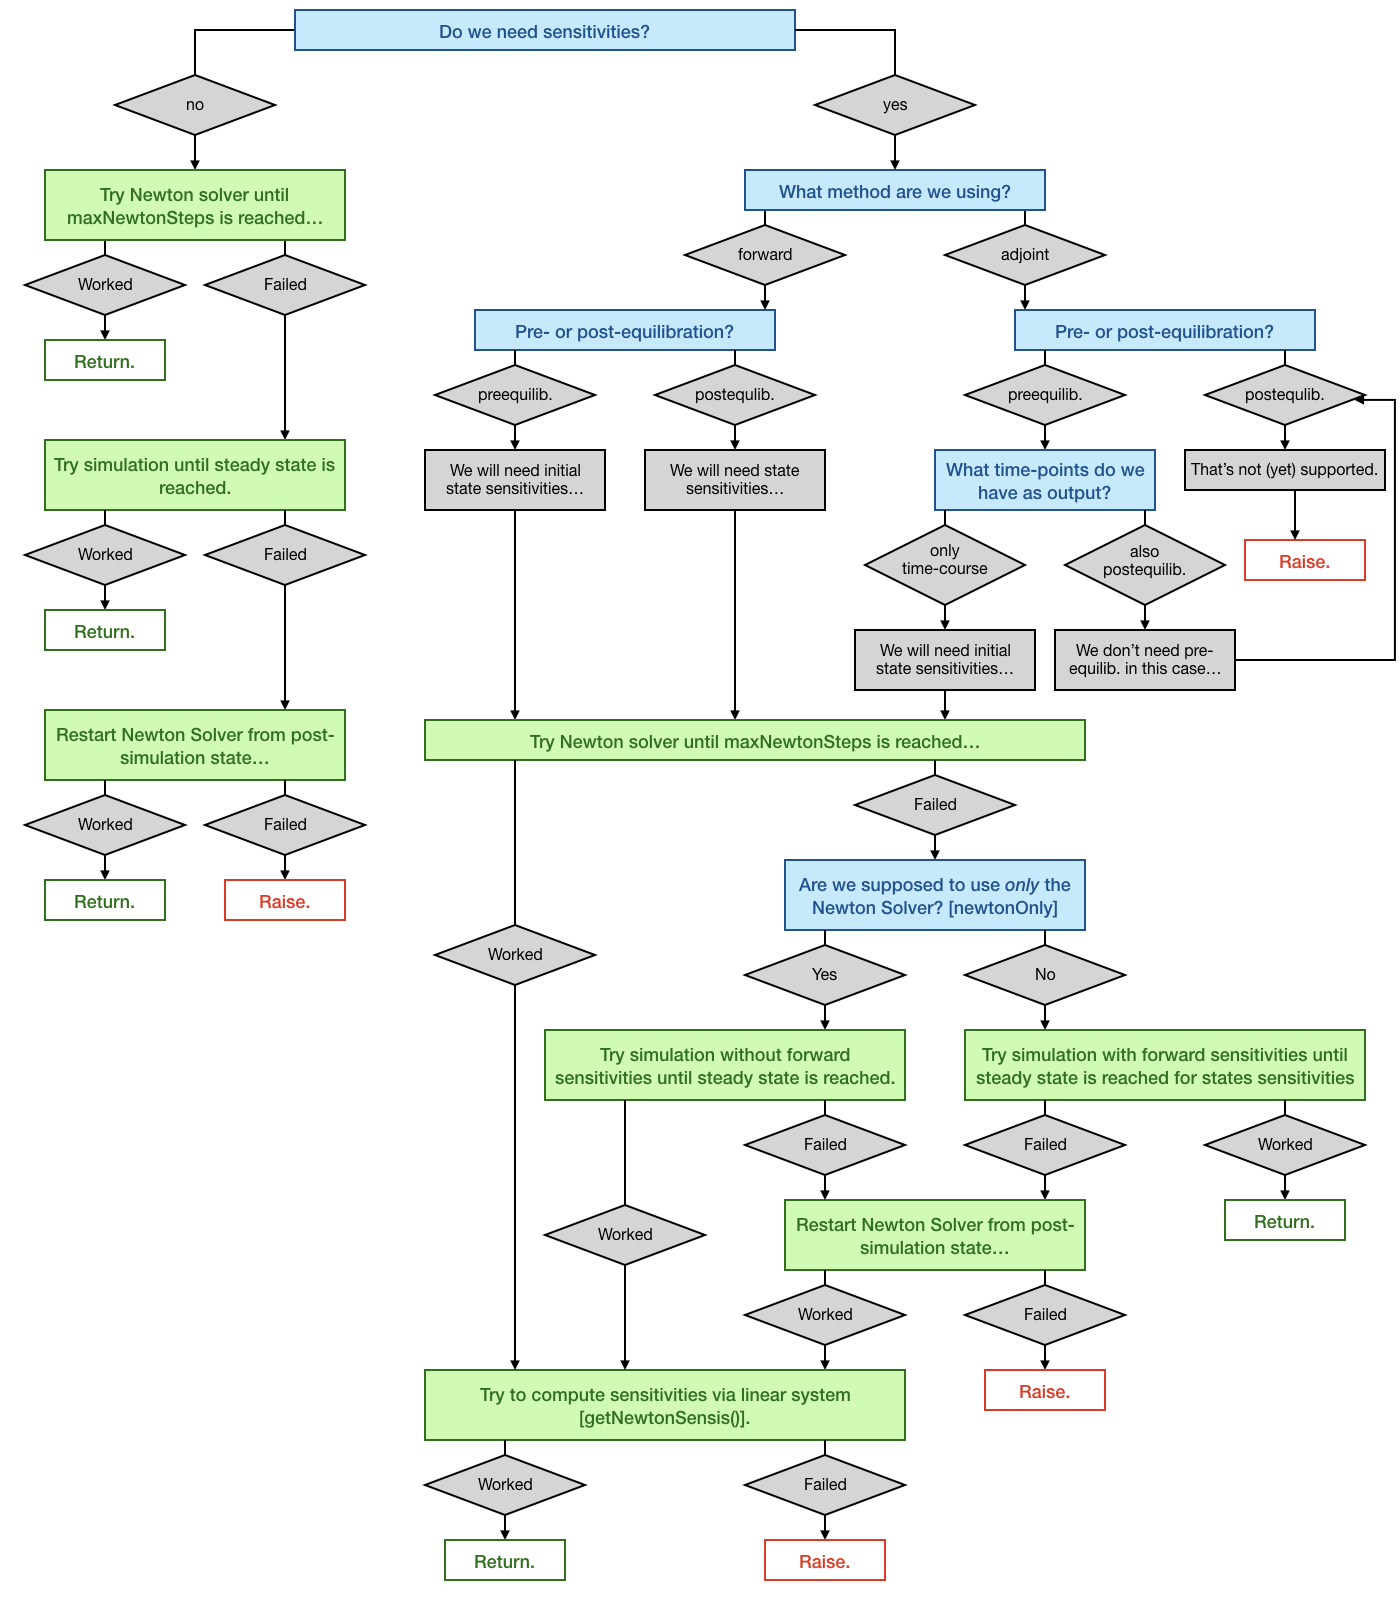 Do we need sensitivities?
no
yes
Try Newton solver until
maxNewtonSteps is reached…
What method are we using?
Worked
Failed
forward
adjoint
Return.
Pre- or post-equilibration?
Pre- or post-equilibration?
preequilib.
postequlib.
preequilib.
postequlib.
Try simulation until steady state is
reached.
We will need initial
state sensitivities…
We will need state
sensitivities…
What time-points do we
have as output?
That's not (yet) supported.
Worked
Failed
only
time-course
also
postequilib.
Raise.
Return.
We will need initial
state sensitivities…
We don't need pre-
equilib. in this case…
Restart Newton Solver from post-
simulation state…
Try Newton solver until maxNewtonSteps is reached…
Worked
Failed
Failed
Return.
Raise.
Are we supposed to use only the
Newton Solver? [newtonOnly]
Worked
Yes
No
Try simulation without forward
sensitivities until steady state is reached.
Try simulation with forward sensitivities until
steady state is reached for states sensitivities
Failed
Failed
Worked
Worked
Restart Newton Solver from post-
simulation state…
Return.
Worked
Failed
Try to compute sensitivities via linear system
[getNewtonSensis()].
Raise.
Worked
Failed
Return.
Raise.